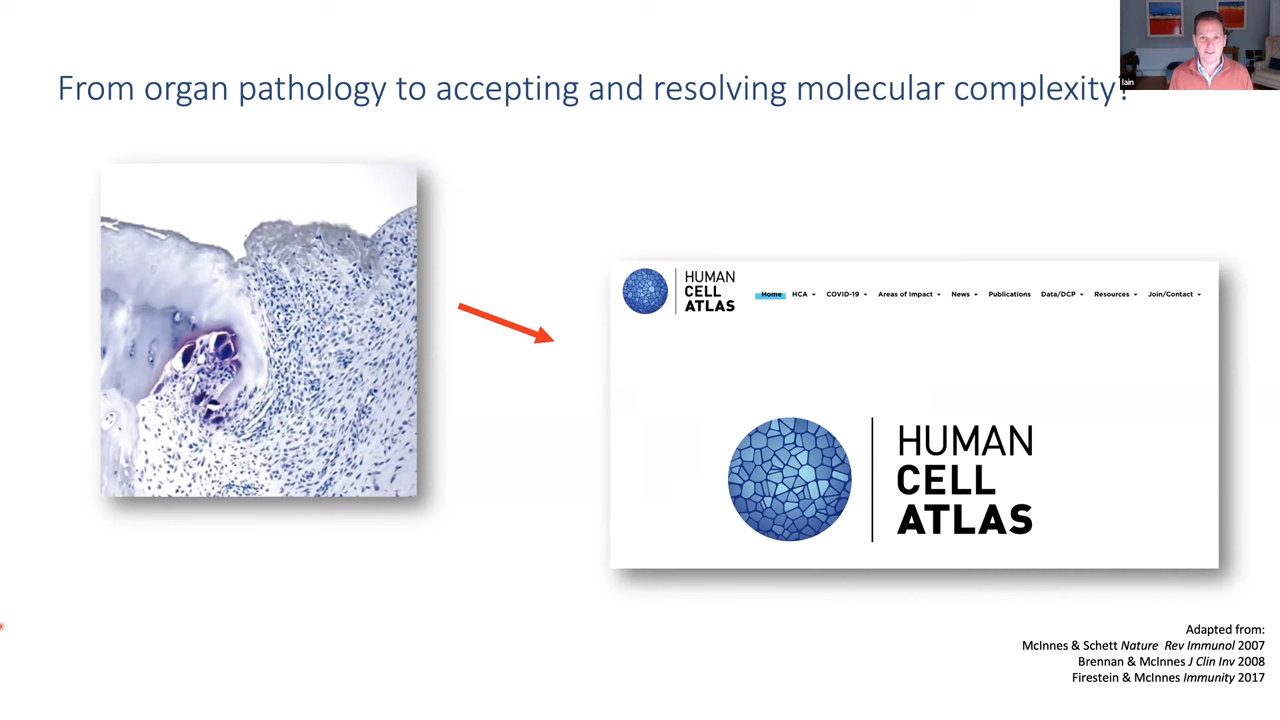 From organ pathology to accepting and resolving molecular complexity?
Iain
HUMAN
CELL
ATLAS
Home HCA COVID-19 Areas of Impact News Publications Data/DCP Resources Join/Contact
HUMAN
CELL
ATLAS
Adapted from:
McInnes & Schett Nature Rev Immunol 2007
Brennan & McInnes J Clin Inv 2008
Firestein & McInnes Immunity 2017